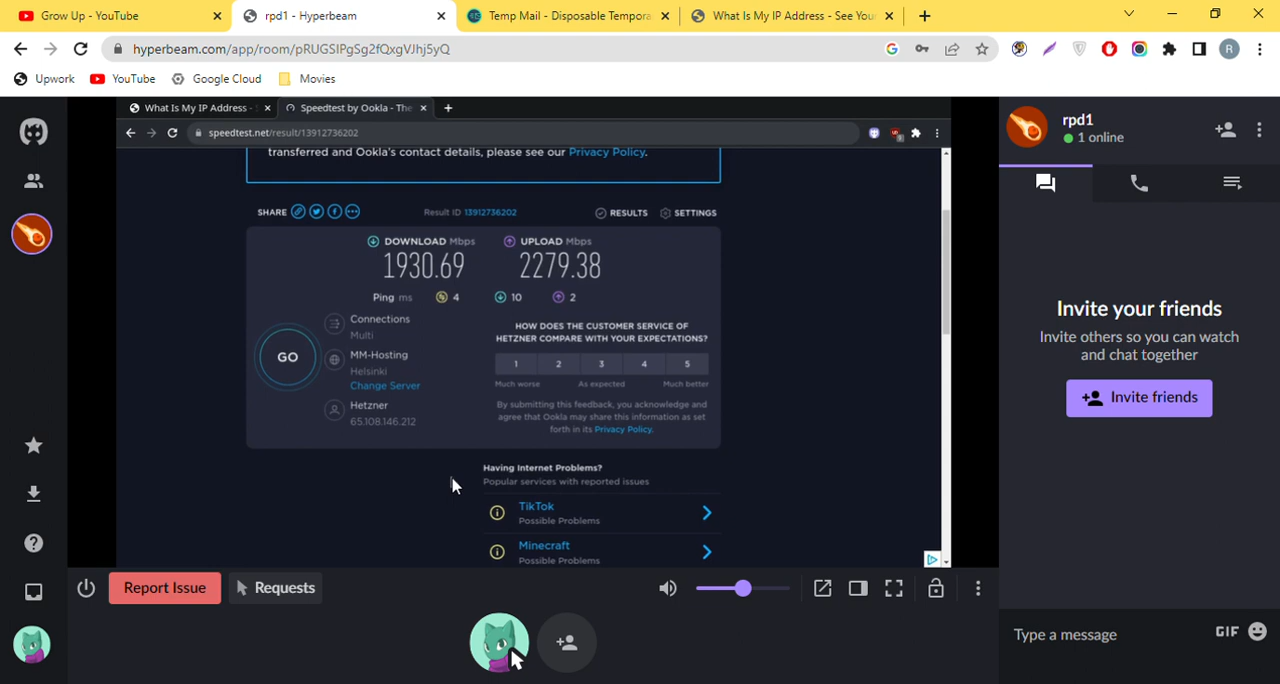 Grow Up - YouTube
rpd1 - Hyperbeam
Temp Mail - Disposable Tempora
What Is My IP Address - See You
hyperbeam.com/app/room/pRUGSIPgSg2fQxgVJhj5yQ
R
Upwork
YouTube
Google Cloud
Movies
What Is My IP Address - S
Speedtest by Ookla - The
speedtest.net/result/13912736202
transferred and Ookla's contact details, please see our Privacy Policy.
SHARE
Result ID 13912736202
RESULTS
SETTINGS
DOWNLOAD Mbps
UPLOAD Mbps
1930.69
2279.38
Ping ms
4
10
2
GO
Connections
Multi
MM-Hosting
Helsinki
Change Server
Hetzner
65.108.146.212
HOW DOES THE CUSTOMER SERVICE OF
HETZNER COMPARE WITH YOUR EXPECTATIONS?
1 2 3 4 5
Much worse
As expected
Much better
By submitting this feedback, you acknowledge and
agree that Ookla may share this information as set
forth in its Privacy Policy.
Having Internet Problems?
Popular services with reported issues
TikTok
Possible Problems
Minecraft
Possible Problems
Report Issue
Requests
rpd1
1 online
Invite your friends
Invite others so you can watch
and chat together
Invite friends
Type a message
GIF